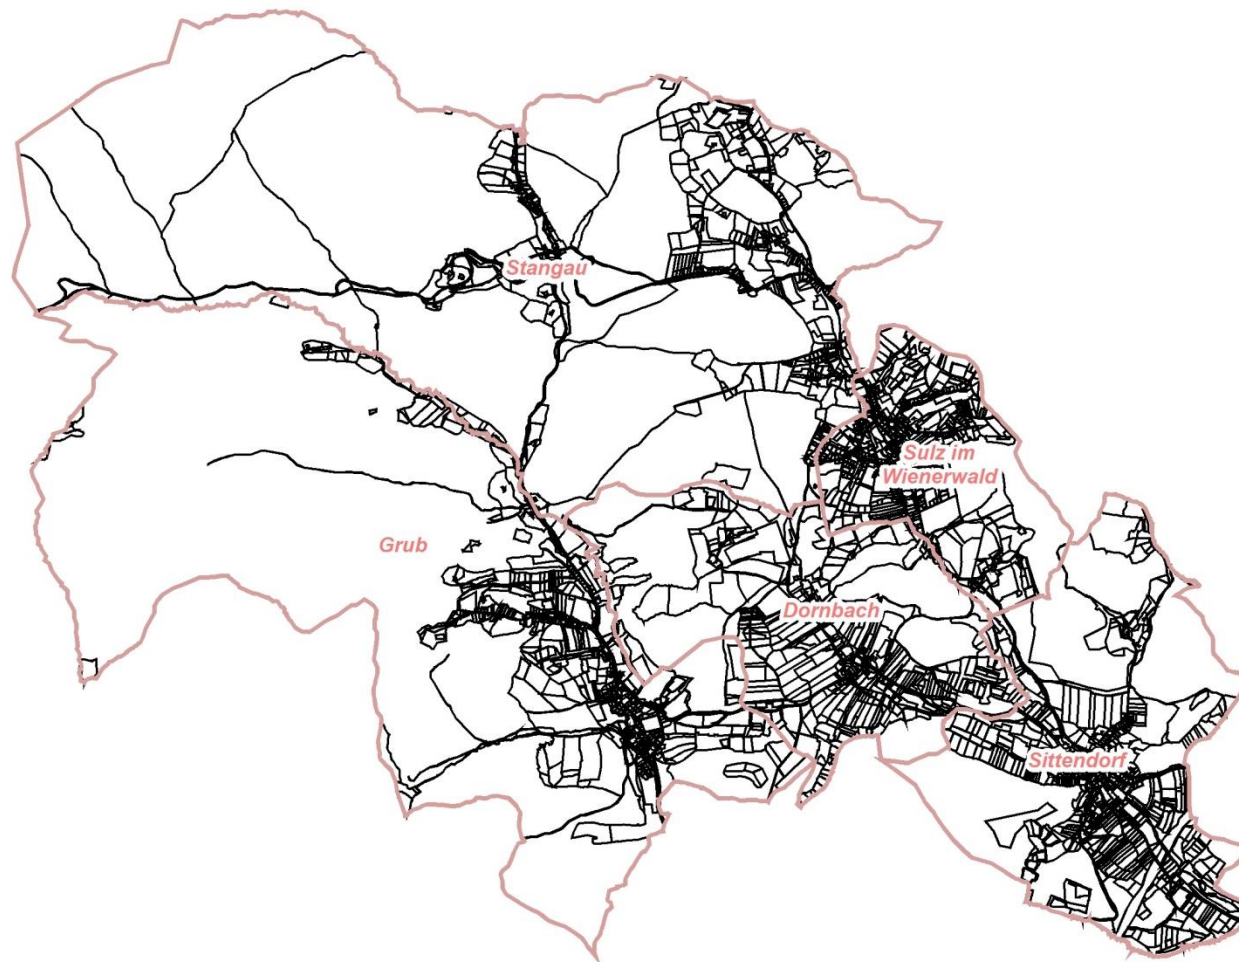 Stangau
Sulz im
Wienerwald
Grub
Dornbach
Sittendorf